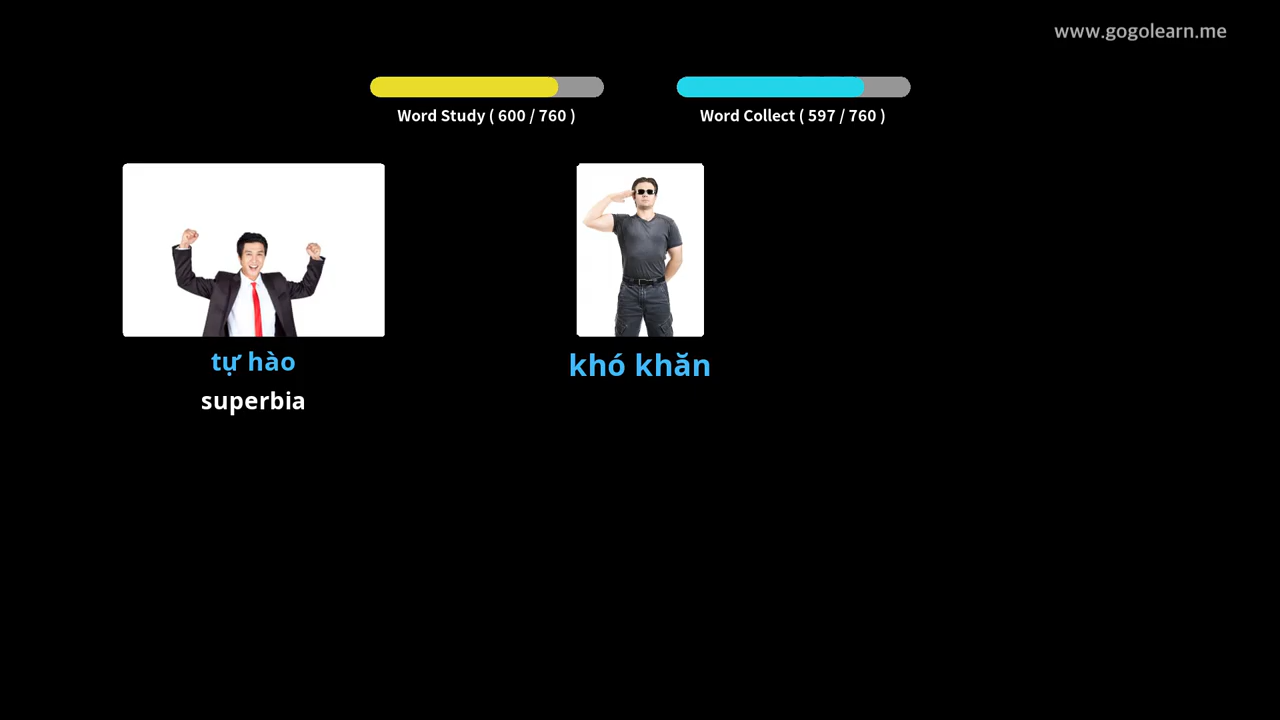 www.gogolearn.me
Word Study ( 600 / 760 )
Word Collect ( 597 / 760 )
tự hào
superbia
khó khăn